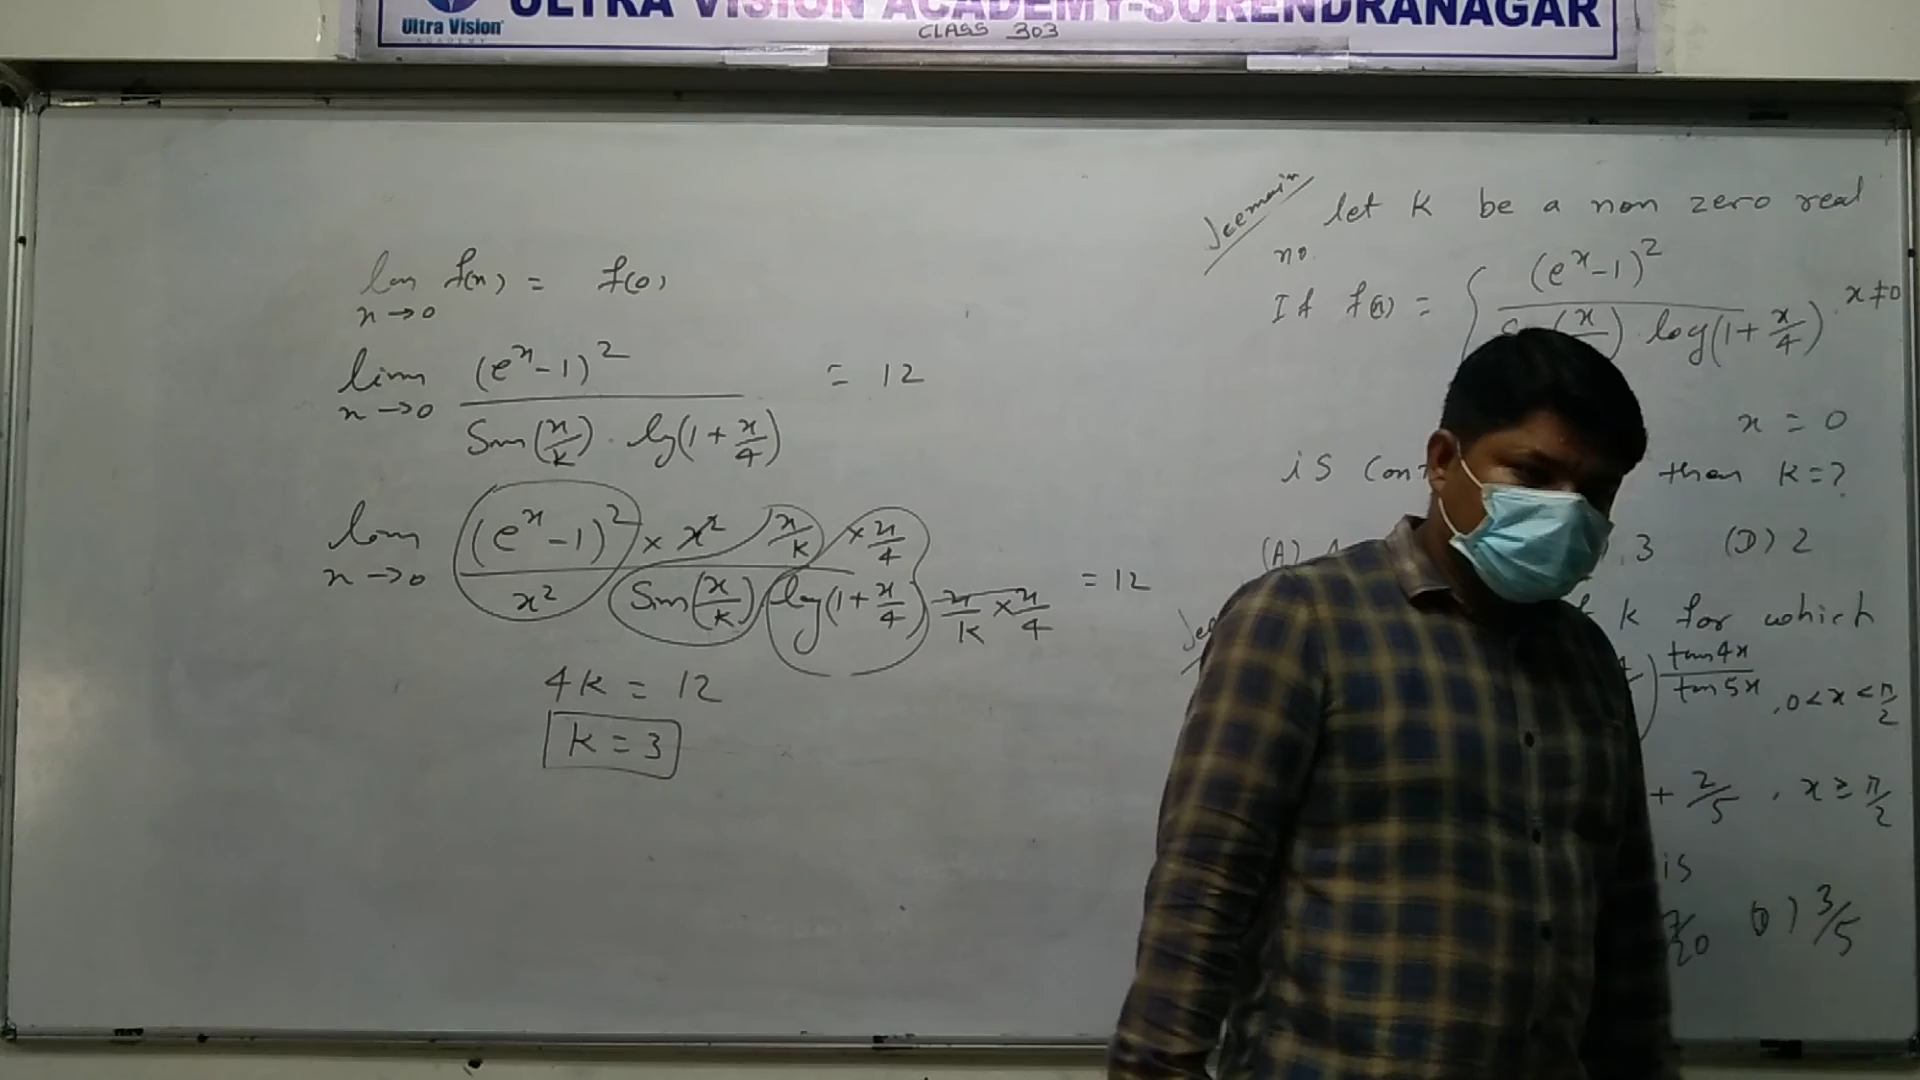 ULTRA VISION ACADEMY-SURENDRANAGAR
Ultra Vision
ACADEMY
CLASS 303
lim x→0 f(x) = f(0)
lim x→0 (e^x-1)^2 / Sin(x/k) · log(1+x/4) = 12
lim x→0 (e^x-1)^2 / x^2 × x^2 x/k × x/4 / Sin(x/k) log(1+x/4) x/k × x/4 = 12
4k = 12
k = 3
Jeemain let k be a non zero real
no.
If f(x) = { (e^x-1)^2 / (x/ ) · log(1+x/4) , x≠0
x = 0
is then k=?
(A) 3 (D) 2
k for which
) tan4x / tan5x , 0<x<π/2
+ 2/5 , x ≥ π/2
is
D) 3/5